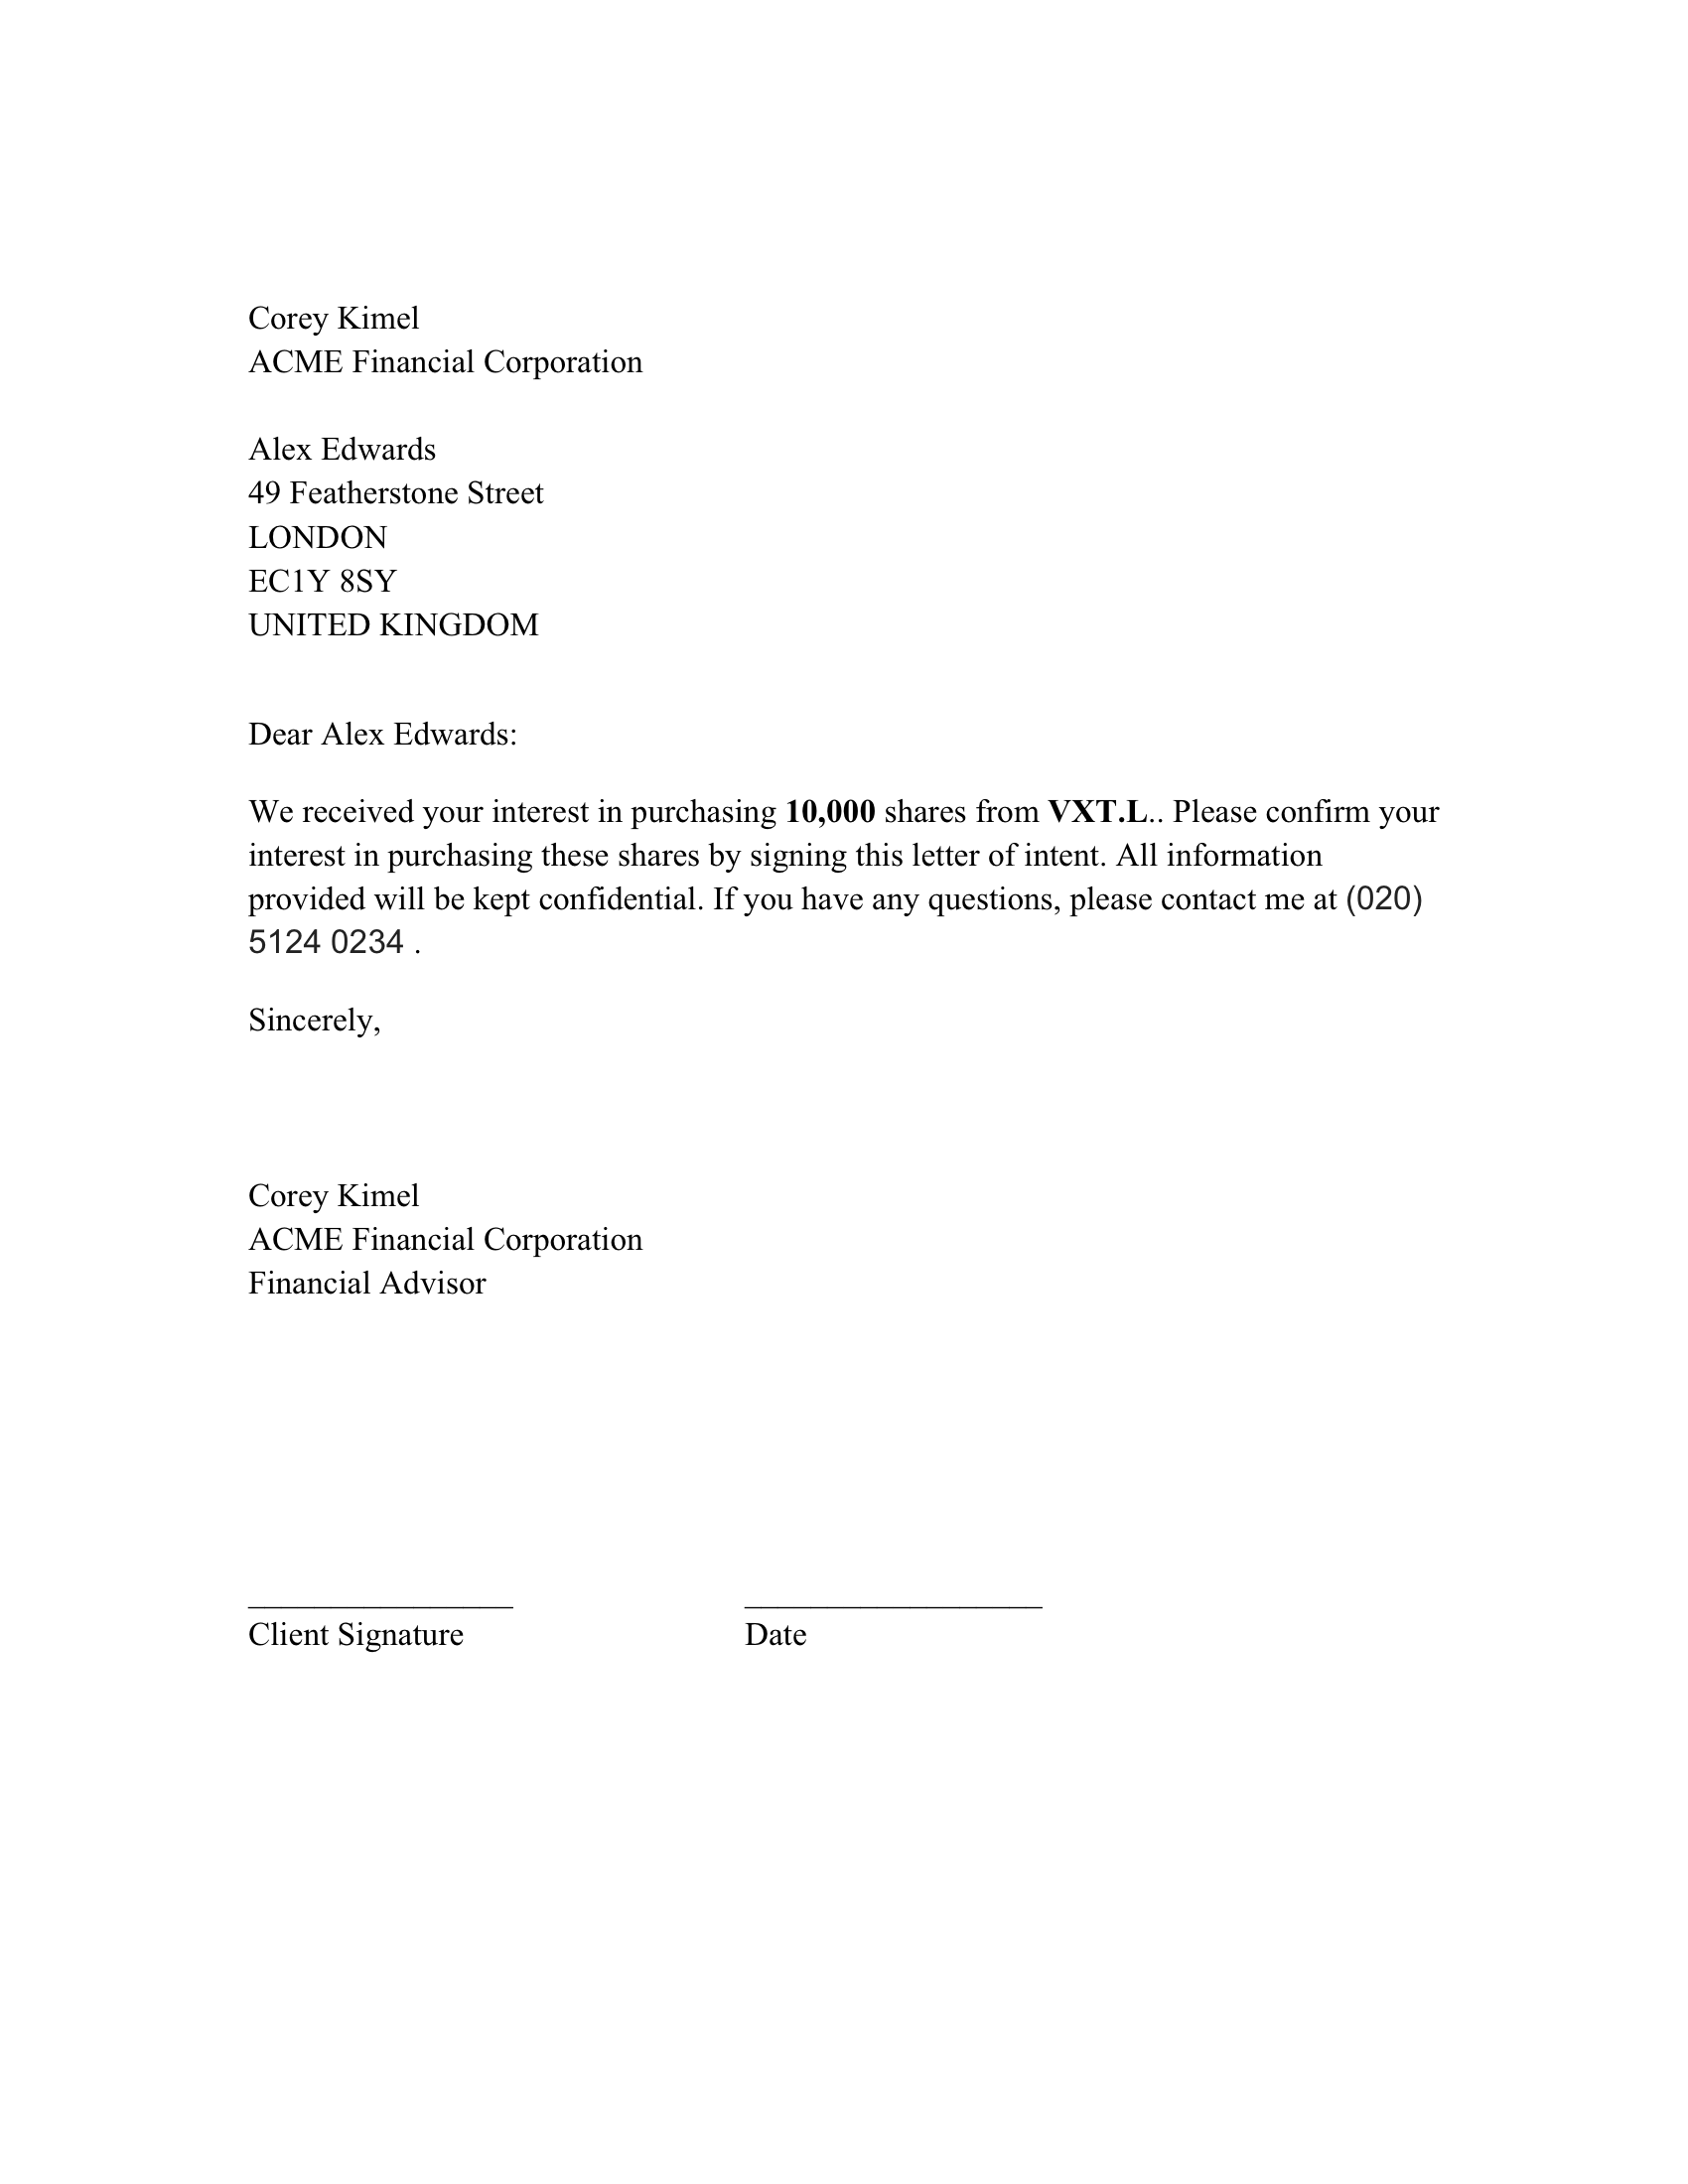 Corey Kimel
ACME Financial Corporation
Alex Edwards
49 Featherstone Street
LONDON
EC1Y 8SY
UNITED KINGDOM
Dear Alex Edwards:
We received your interest in purchasing 10,000 shares from VXT.L.. Please confirm your
interest in purchasing these shares by signing this letter of intent. All information
provided will be kept confidential. If you have any questions, please contact me at (020)
5124 0234 .
Sincerely,
Corey Kimel
ACME Financial Corporation
Financial Advisor
________________ __________________
Client Signature Date